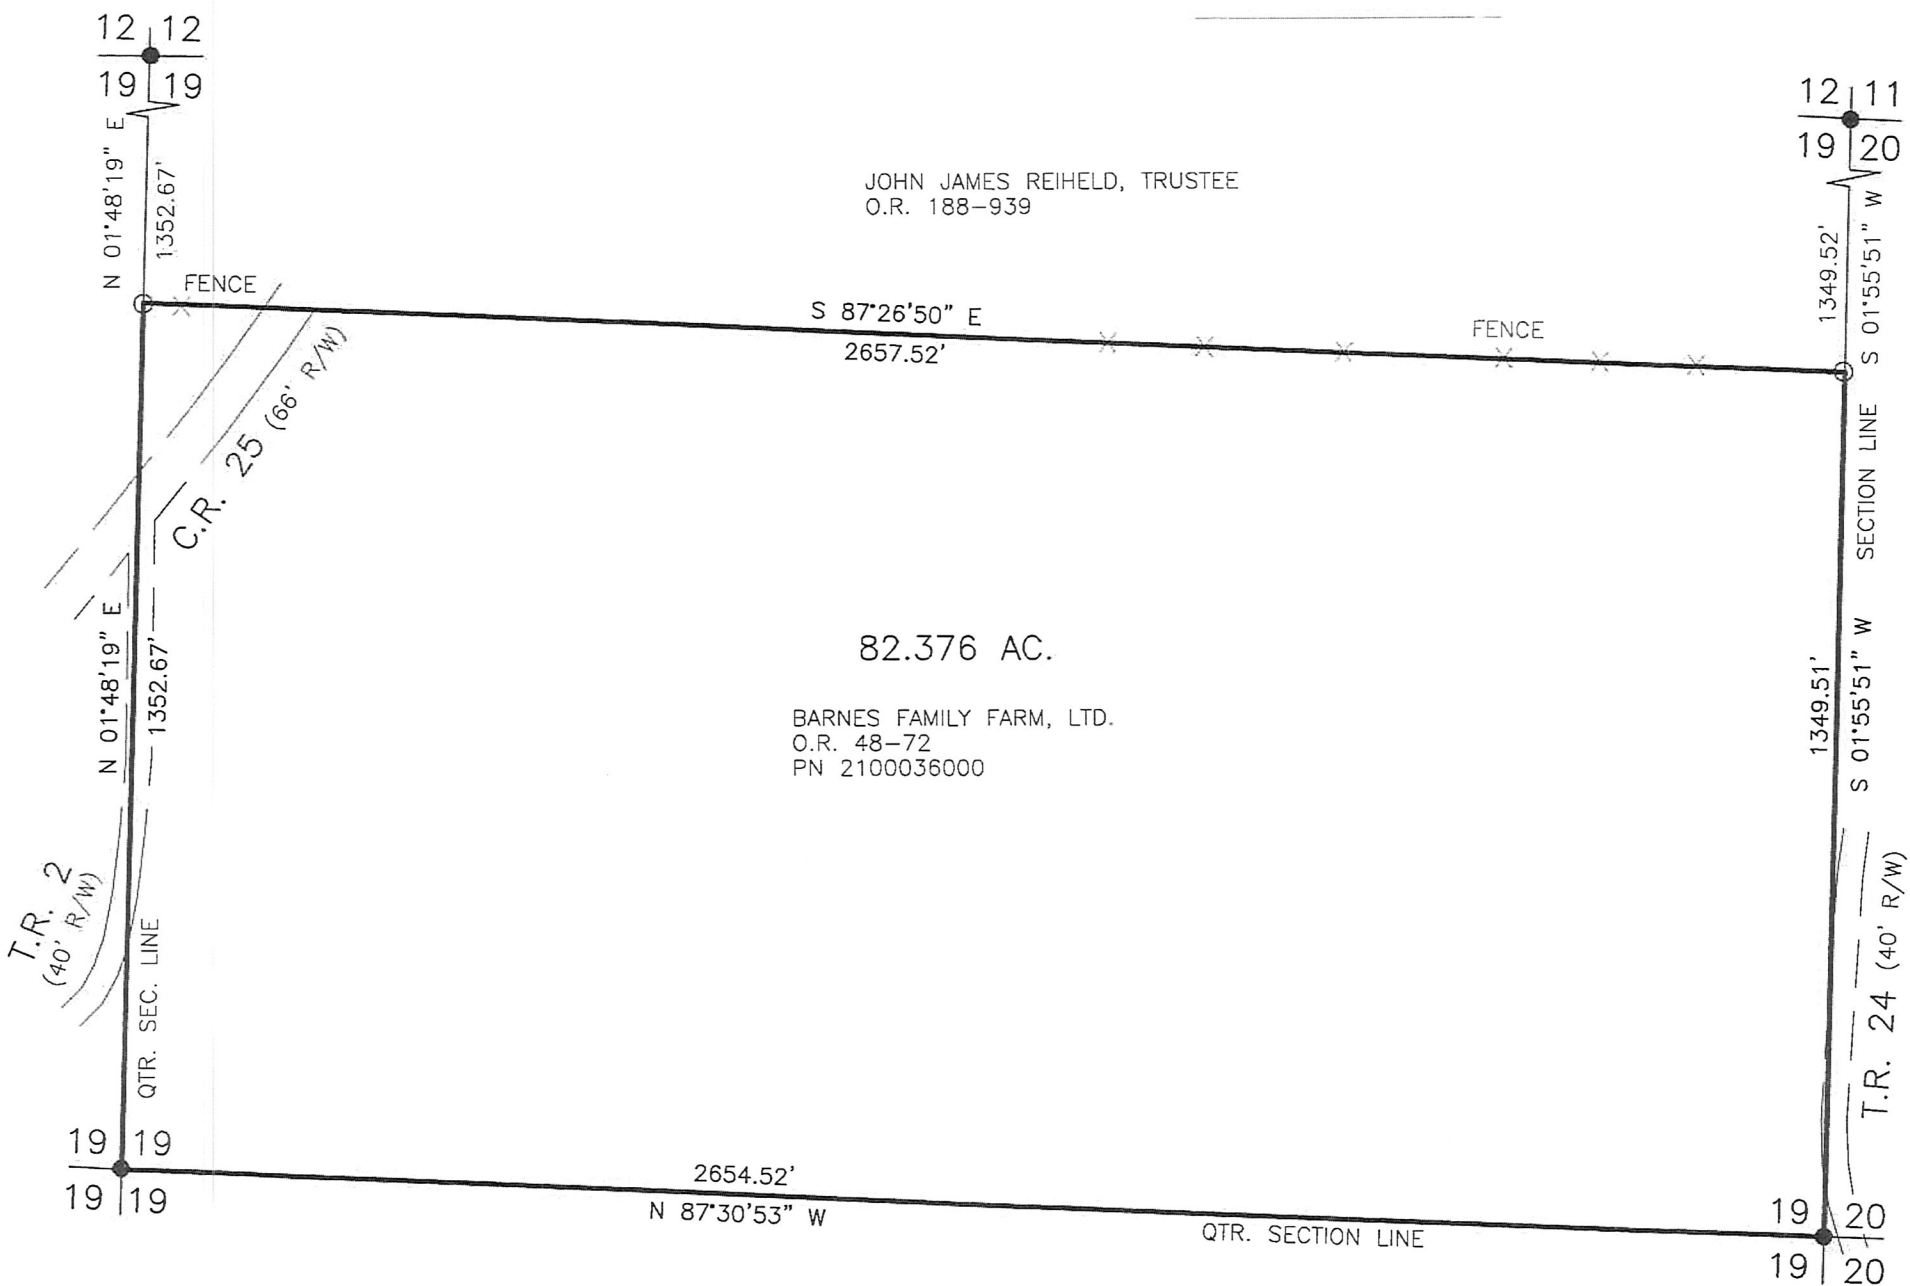 12 12
19 19
12 11
19 20
N 01°48'19" E
1352.67'
JOHN JAMES REIHELD, TRUSTEE
O.R. 188-939
1349.52'
S 01°55'51" W
FENCE
S 87°26'50" E
2657.52'
FENCE
C.R. 25 (66' R/W)
SECTION LINE
N 01°48'19" E
1352.67'
82.376 AC.
BARNES FAMILY FARM, LTD.
O.R. 48-72
PN 2100036000
1349.51'
S 01°55'51" W
T.R. 2
(40' R/W)
QTR. SEC. LINE
T.R. 24 (40' R/W)
19 19
19 19
2654.52'
N 87°30'53" W
QTR. SECTION LINE
19 20
19 20